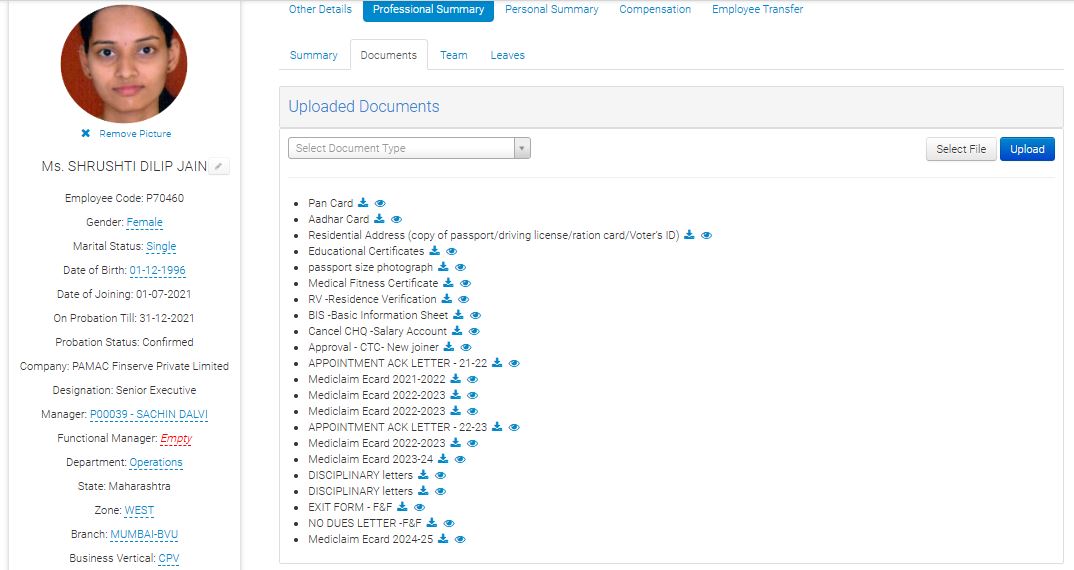 Other Details
Professional Summary
Personal Summary
Compensation
Employee Transfer
Summary
Documents
Team
Leaves
Remove Picture
Ms. SHRUSHTI DILIP JAIN
Employee Code: P70460
Gender: Female
Marital Status: Single
Date of Birth: 01-12-1996
Date of Joining: 01-07-2021
On Probation Till: 31-12-2021
Probation Status: Confirmed
Company: PAMAC Finserve Private Limited
Designation: Senior Executive
Manager: P00039 - SACHIN DALVI
Functional Manager: Empty
Department: Operations
State: Maharashtra
Zone: WEST
Branch: MUMBAI-BVU
Business Vertical: CPV
Uploaded Documents
Select Document Type
Select File
Upload
Pan Card
Aadhar Card
Residential Address (copy of passport/driving license/ration card/Voter's ID)
Educational Certificates
passport size photograph
Medical Fitness Certificate
RV -Residence Verification
BIS -Basic Information Sheet
Cancel CHQ -Salary Account
Approval - CTC- New joiner
APPOINTMENT ACK LETTER - 21-22
Mediclaim Ecard 2021-2022
Mediclaim Ecard 2022-2023
Mediclaim Ecard 2022-2023
APPOINTMENT ACK LETTER - 22-23
Mediclaim Ecard 2022-2023
Mediclaim Ecard 2023-24
DISCIPLINARY letters
DISCIPLINARY letters
EXIT FORM - F&F
NO DUES LETTER -F&F
Mediclaim Ecard 2024-25